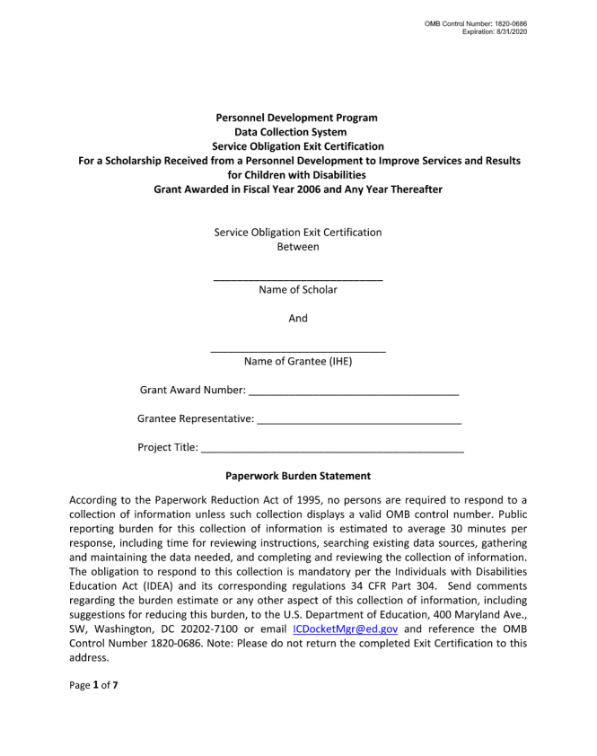 OMB Control Number: 1820-0686
Expiration: 8/31/2020
Personnel Development Program
Data Collection System
Service Obligation Exit Certification
For a Scholarship Received from a Personnel Development to Improve Services and Results
for Children with Disabilities
Grant Awarded in Fiscal Year 2006 and Any Year Thereafter
Service Obligation Exit Certification
Between
_____________________________
Name of Scholar
And
______________________________
Name of Grantee (IHE)
Grant Award Number: ____________________________________
Grantee Representative: ___________________________________
Project Title: _____________________________________________
Paperwork Burden Statement
According to the Paperwork Reduction Act of 1995, no persons are required to respond to a
collection of information unless such collection displays a valid OMB control number. Public
reporting burden for this collection of information is estimated to average 30 minutes per
response, including time for reviewing instructions, searching existing data sources, gathering
and maintaining the data needed, and completing and reviewing the collection of information.
The obligation to respond to this collection is mandatory per the Individuals with Disabilities
Education Act (IDEA) and its corresponding regulations 34 CFR Part 304. Send comments
regarding the burden estimate or any other aspect of this collection of information, including
suggestions for reducing this burden, to the U.S. Department of Education, 400 Maryland Ave.,
SW, Washington, DC 20202-7100 or email ICDocketMgr@ed.gov and reference the OMB
Control Number 1820-0686. Note: Please do not return the completed Exit Certification to this
address.
Page 1 of 7